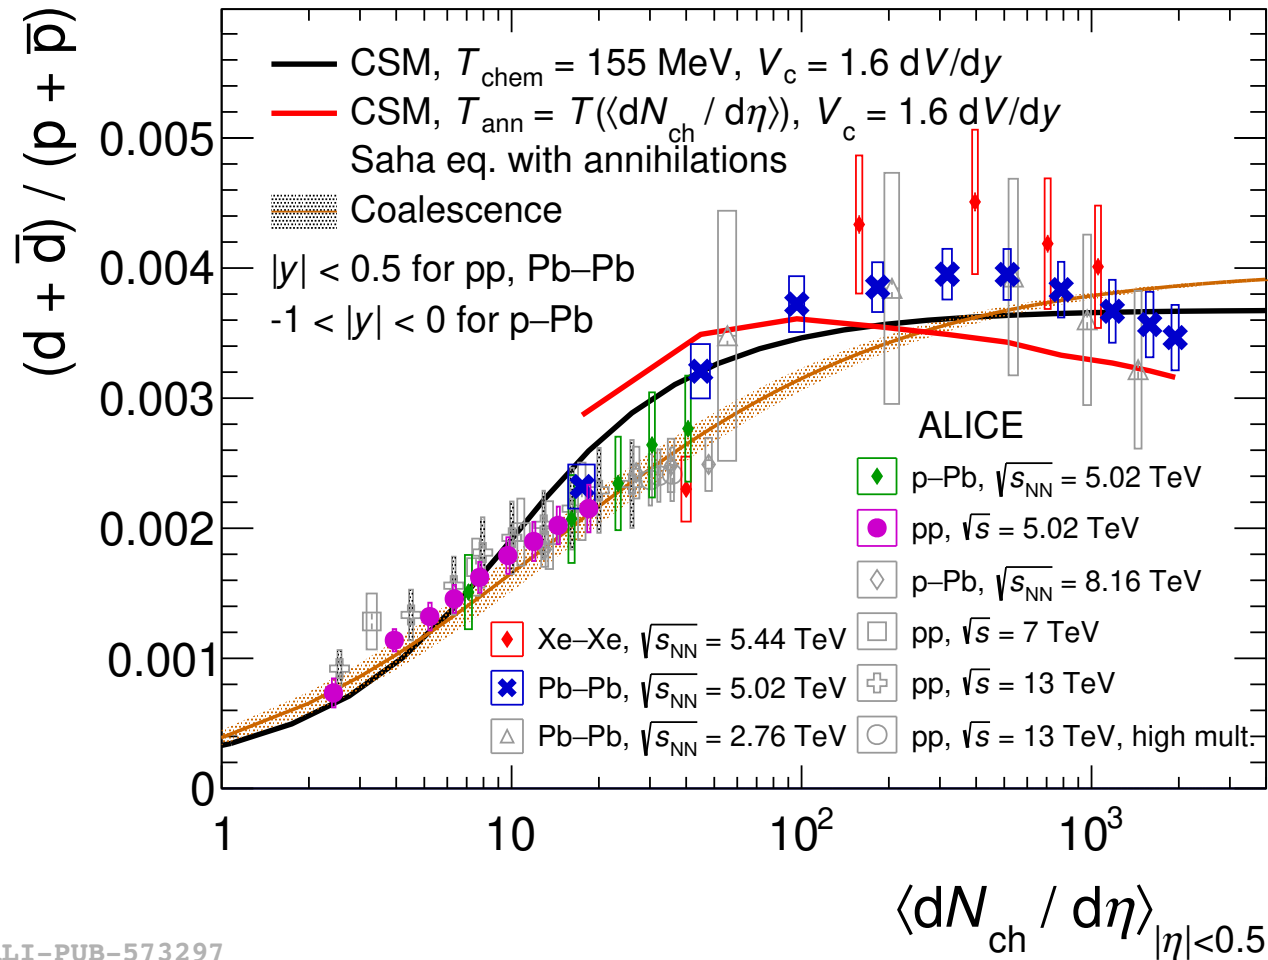 (d + d̅) / (p + p̅)
0.005
0.004
0.003
0.002
0.001
0
CSM, T_chem = 155 MeV, V_c = 1.6 dV/dy
CSM, T_ann = T(⟨dN_ch / dη⟩), V_c = 1.6 dV/dy
Saha eq. with annihilations
Coalescence
|y| < 0.5 for pp, Pb–Pb
-1 < |y| < 0 for p–Pb
ALICE
p–Pb, √s_NN = 5.02 TeV
pp, √s = 5.02 TeV
p–Pb, √s_NN = 8.16 TeV
pp, √s = 7 TeV
pp, √s = 13 TeV
pp, √s = 13 TeV, high mult.
Xe–Xe, √s_NN = 5.44 TeV
Pb–Pb, √s_NN = 5.02 TeV
Pb–Pb, √s_NN = 2.76 TeV
1 10 10² 10³
⟨dN_ch / dη⟩_|η|<0.5
LI-PUB-573297